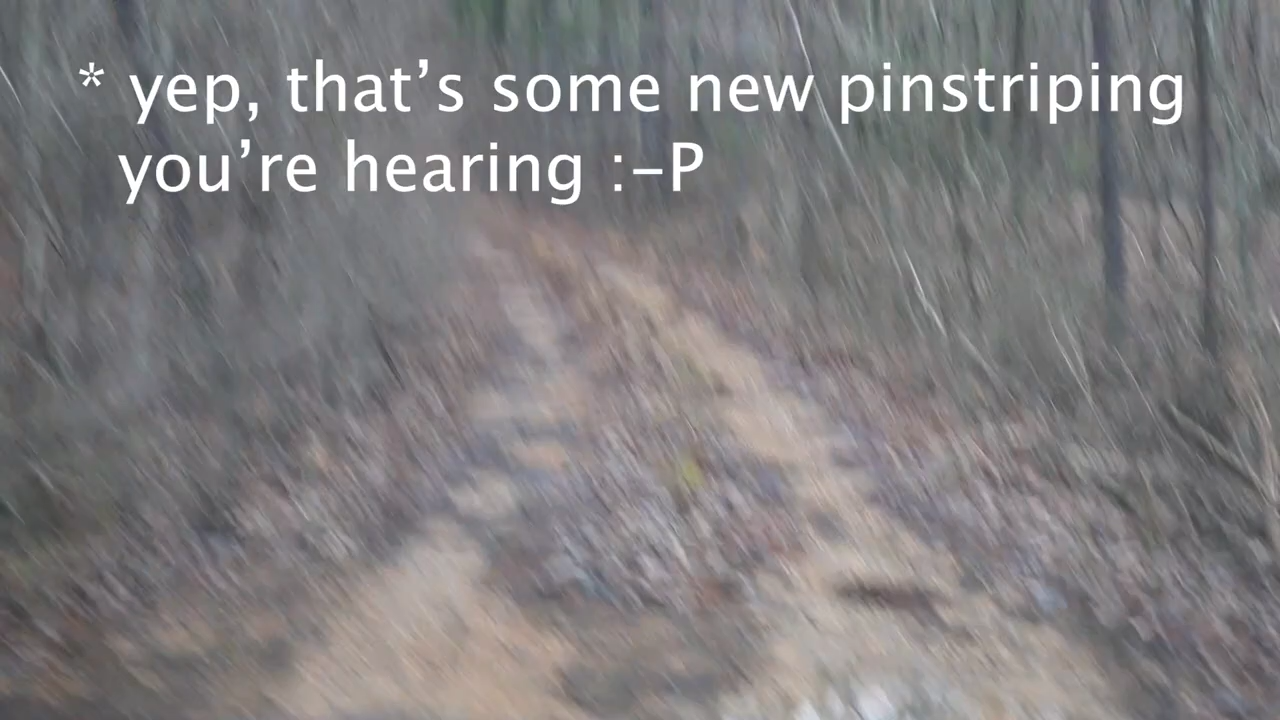 * yep, that’s some new pinstriping
you’re hearing :-P